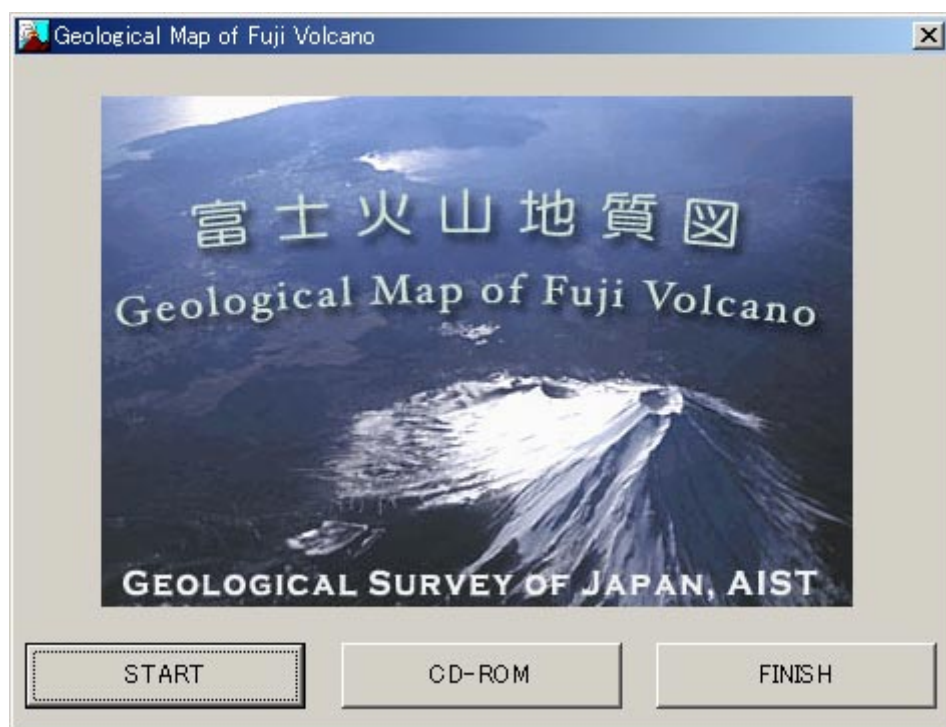 Geological Map of Fuji Volcano
富士火山地質図
Geological Map of Fuji Volcano
GEOLOGICAL SURVEY OF JAPAN, AIST
START
CD-ROM
FINISH